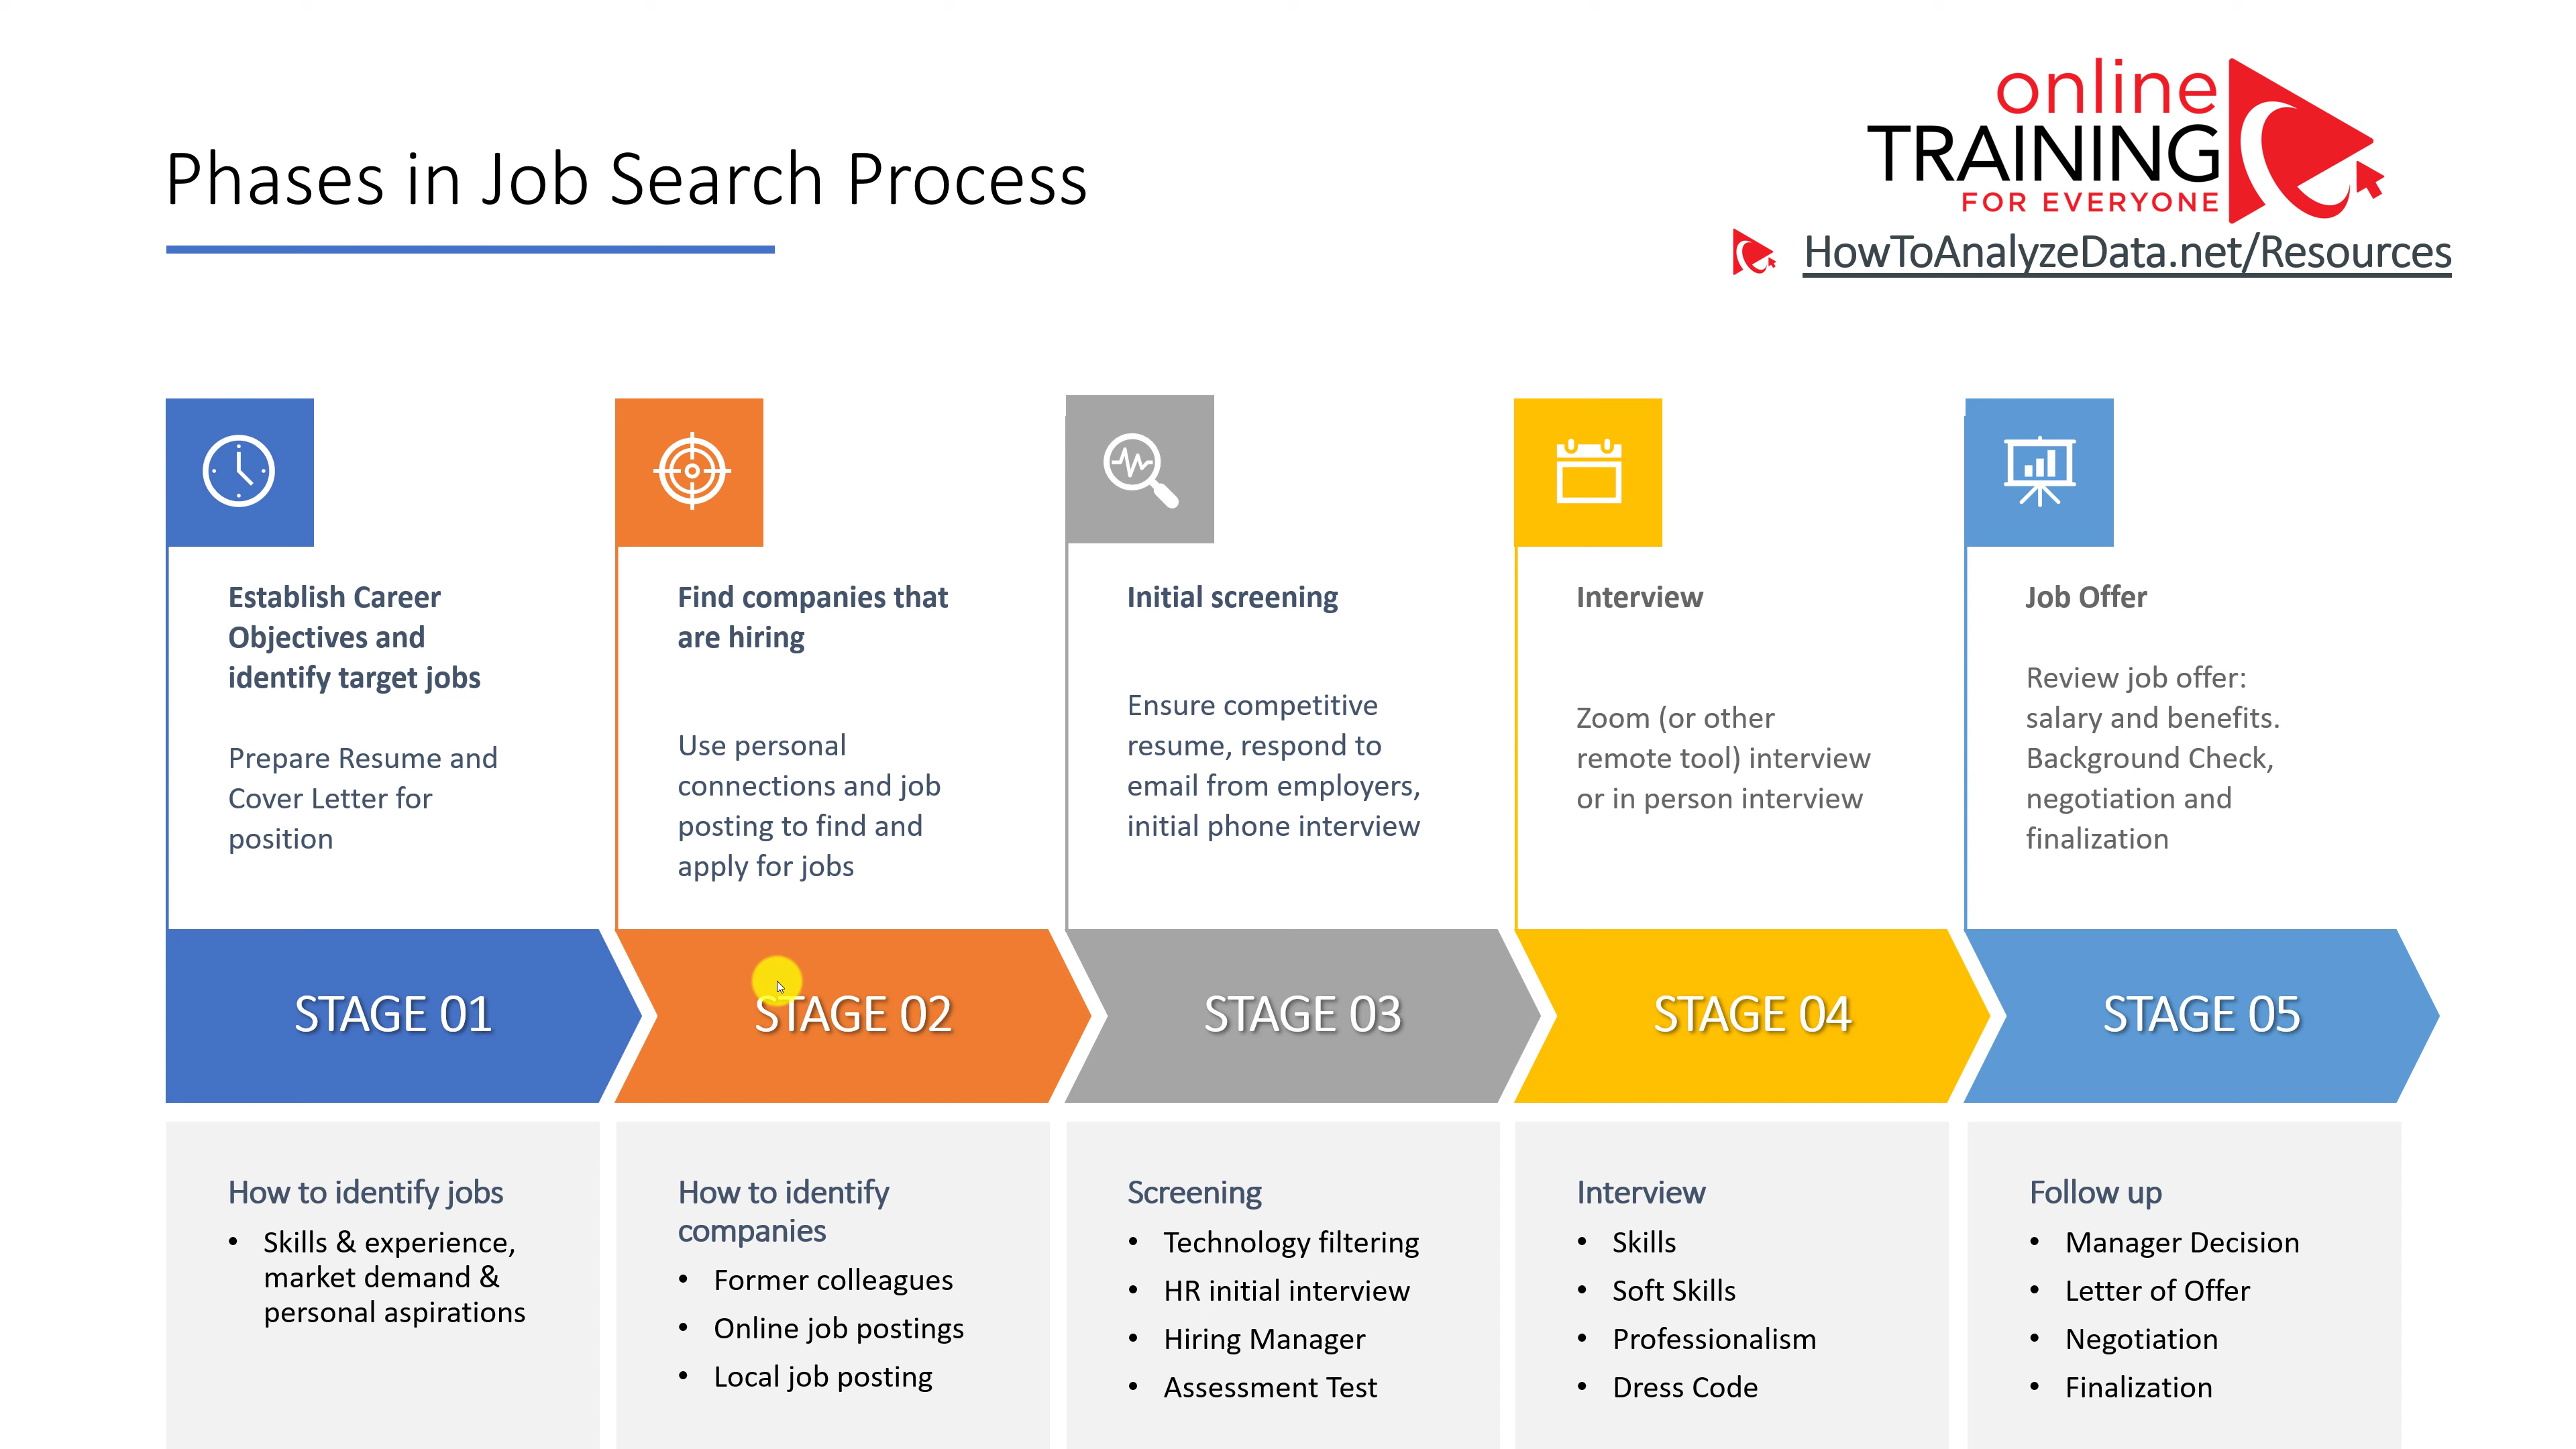 online
TRAINING
FOR EVERYONE
HowToAnalyzeData.net/Resources
Phases in Job Search Process
Establish Career
Objectives and
identify target jobs
Prepare Resume and
Cover Letter for
position
Find companies that
are hiring
Use personal
connections and job
posting to find and
apply for jobs
Initial screening
Ensure competitive
resume, respond to
email from employers,
initial phone interview
Interview
Zoom (or other
remote tool) interview
or in person interview
Job Offer
Review job offer:
salary and benefits.
Background Check,
negotiation and
finalization
STAGE 01
STAGE 02
STAGE 03
STAGE 04
STAGE 05
How to identify jobs
• Skills & experience,
market demand &
personal aspirations
How to identify
companies
• Former colleagues
• Online job postings
• Local job posting
Screening
• Technology filtering
• HR initial interview
• Hiring Manager
• Assessment Test
Interview
• Skills
• Soft Skills
• Professionalism
• Dress Code
Follow up
• Manager Decision
• Letter of Offer
• Negotiation
• Finalization